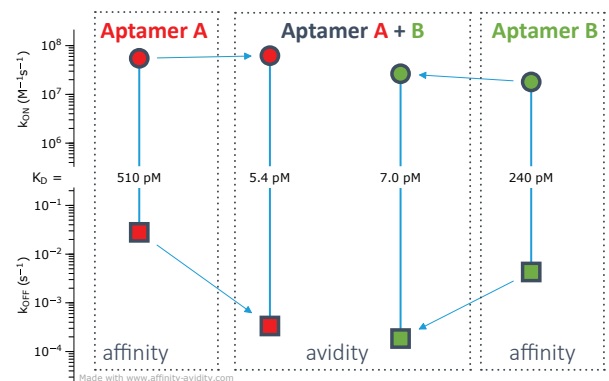 Aptamer A
Aptamer A + B
Aptamer B
10⁸
10⁷
10⁶
k_ON (M⁻¹s⁻¹)
K_D =
510 pM
5.4 pM
7.0 pM
240 pM
10⁻¹
10⁻²
10⁻³
10⁻⁴
k_OFF (s⁻¹)
affinity
avidity
affinity
Made with www.affinity-avidity.com